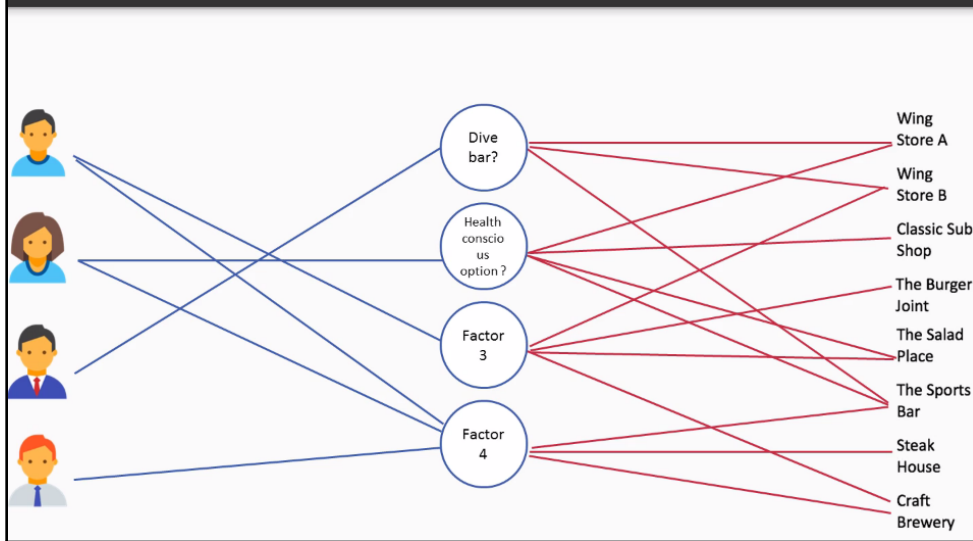 Dive
bar?
Health
conscio
us
option ?
Factor
3
Factor
4
Wing
Store A
Wing
Store B
Classic Sub
Shop
The Burger
Joint
The Salad
Place
The Sports
Bar
Steak
House
Craft
Brewery